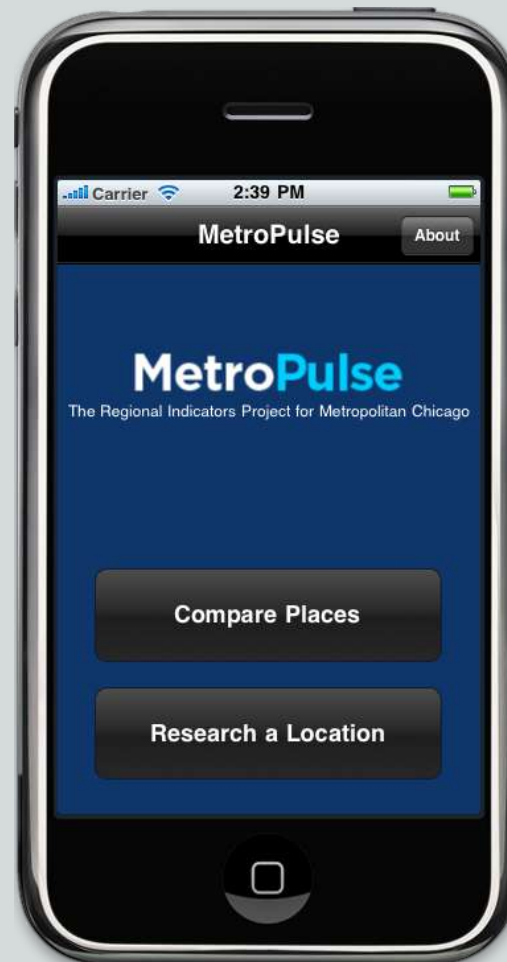 Carrier 2:39 PM
MetroPulse About
MetroPulse
The Regional Indicators Project for Metropolitan Chicago
Compare Places
Research a Location